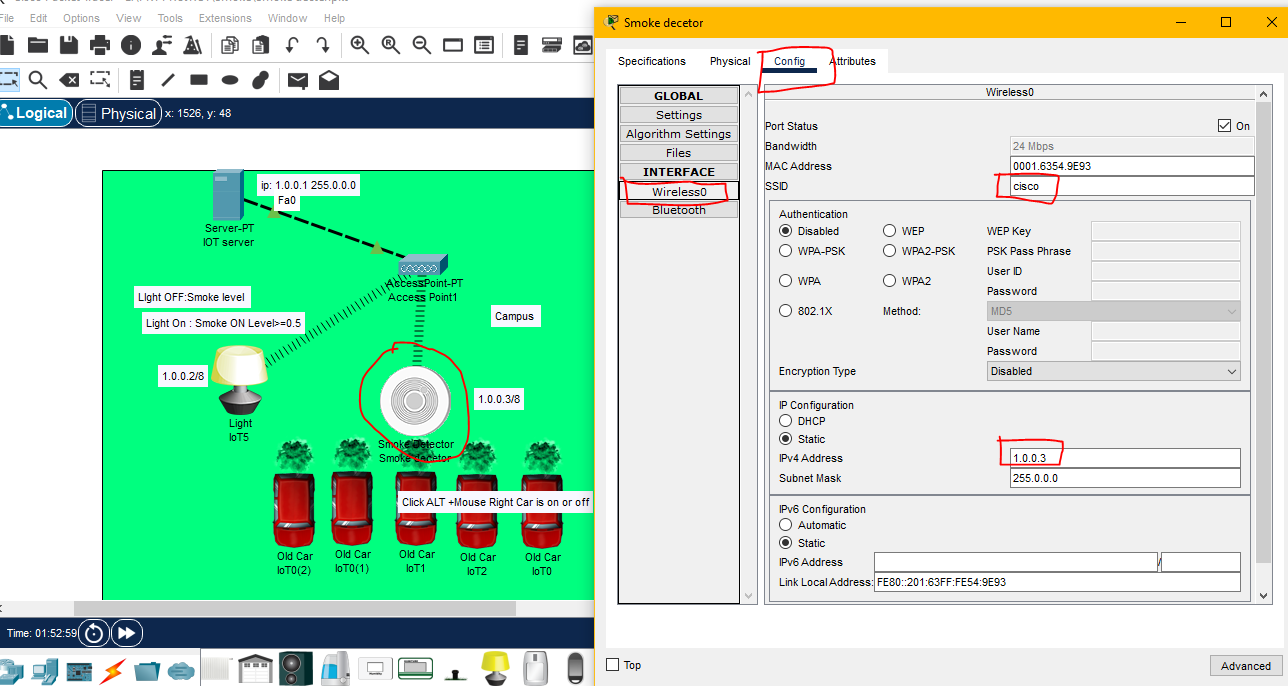 File Edit Options View Tools Extensions Window Help
Logical
Physical
x: 1526, y: 48
ip: 1.0.0.1 255.0.0.0
Fa0
Server-PT
IOT server
AccessPoint-PT
Access Point1
LIght OFF:Smoke level
Light On : Smoke ON Level>=0.5
Campus
1.0.0.2/8
Light
IoT5
1.0.0.3/8
Smoke Detector
Smoke decetor
Click ALT +Mouse Right Car is on or off
Old Car
IoT0(2)
Old Car
IoT0(1)
Old Car
IoT1
Old Car
IoT2
Old Car
IoT0
Time: 01:52:59
Smoke decetor
Specifications Physical Config Attributes
GLOBAL
Settings
Algorithm Settings
Files
INTERFACE
Wireless0
Bluetooth
Wireless0
Port Status On
Bandwidth 24 Mbps
MAC Address 0001.6354.9E93
SSID cisco
Authentication
Disabled WEP WEP Key
WPA-PSK WPA2-PSK PSK Pass Phrase
User ID
WPA WPA2
Password
802.1X Method: MD5
User Name
Password
Encryption Type Disabled
IP Configuration
DHCP
Static
IPv4 Address 1.0.0.3
Subnet Mask 255.0.0.0
IPv6 Configuration
Automatic
Static
IPv6 Address /
Link Local Address: FE80::201:63FF:FE54:9E93
Top
Advanced